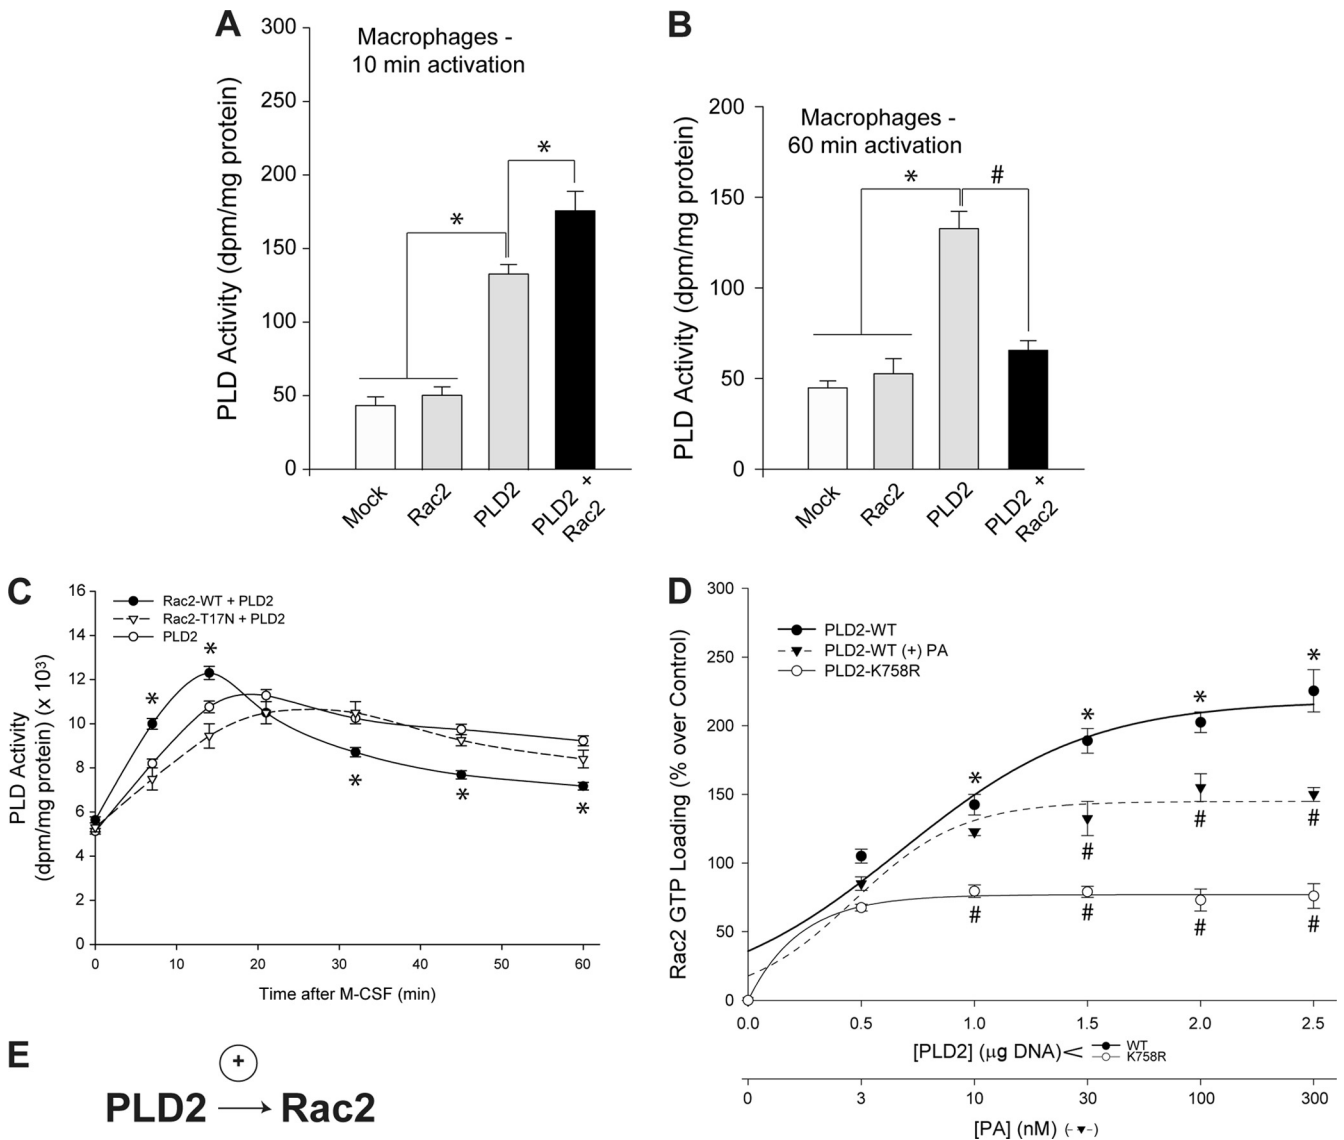 A
Macrophages -
10 min activation
PLD Activity (dpm/mg protein)
300
250
200
150
100
50
0
*
*
Mock
Rac2
PLD2
PLD2 +
Rac2
B
Macrophages -
60 min activation
PLD Activity (dpm/mg protein)
200
150
100
50
0
*
#
Mock
Rac2
PLD2
PLD2 +
Rac2
C
PLD Activity
(dpm/mg protein) (x 10³)
16
14
12
10
8
6
4
2
0
Rac2-WT + PLD2
Rac2-T17N + PLD2
PLD2
*
*
*
*
*
0 10 20 30 40 50 60
Time after M-CSF (min)
D
Rac2 GTP Loading (% over Control)
300
250
200
150
100
50
0
PLD2-WT
PLD2-WT (+) PA
PLD2-K758R
*
*
*
*
# # #
# # # #
0.0 0.5 1.0 1.5 2.0 2.5
[PLD2] (µg DNA)
WT
K758R
0 3 10 30 100 300
[PA] (nM) (-▼-)
E
+
PLD2 → Rac2